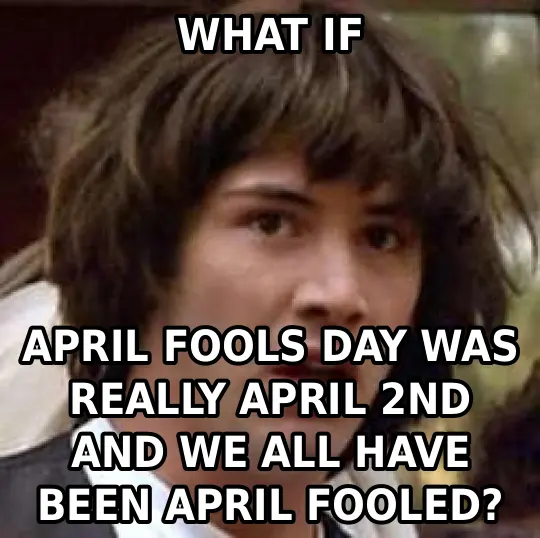 WHAT IF
APRIL FOOLS DAY WAS
REALLY APRIL 2ND
AND WE ALL HAVE
BEEN APRIL FOOLED?